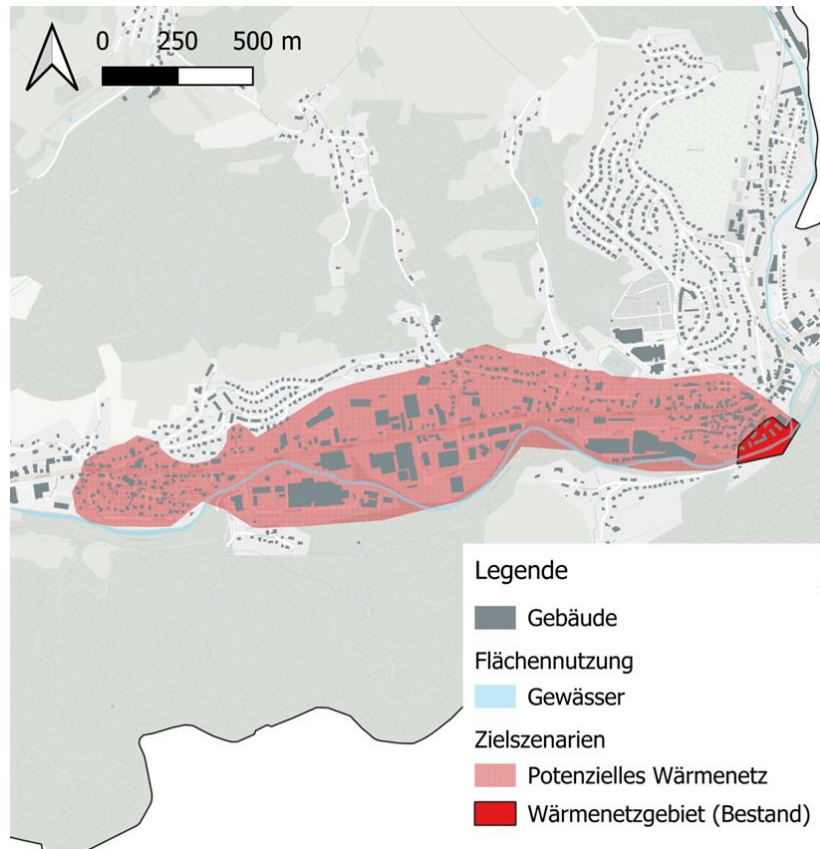 0 250 500 m
Legende
Gebäude
Flächennutzung
Gewässer
Zielszenarien
Potenzielles Wärmenetz
Wärmenetzgebiet (Bestand)